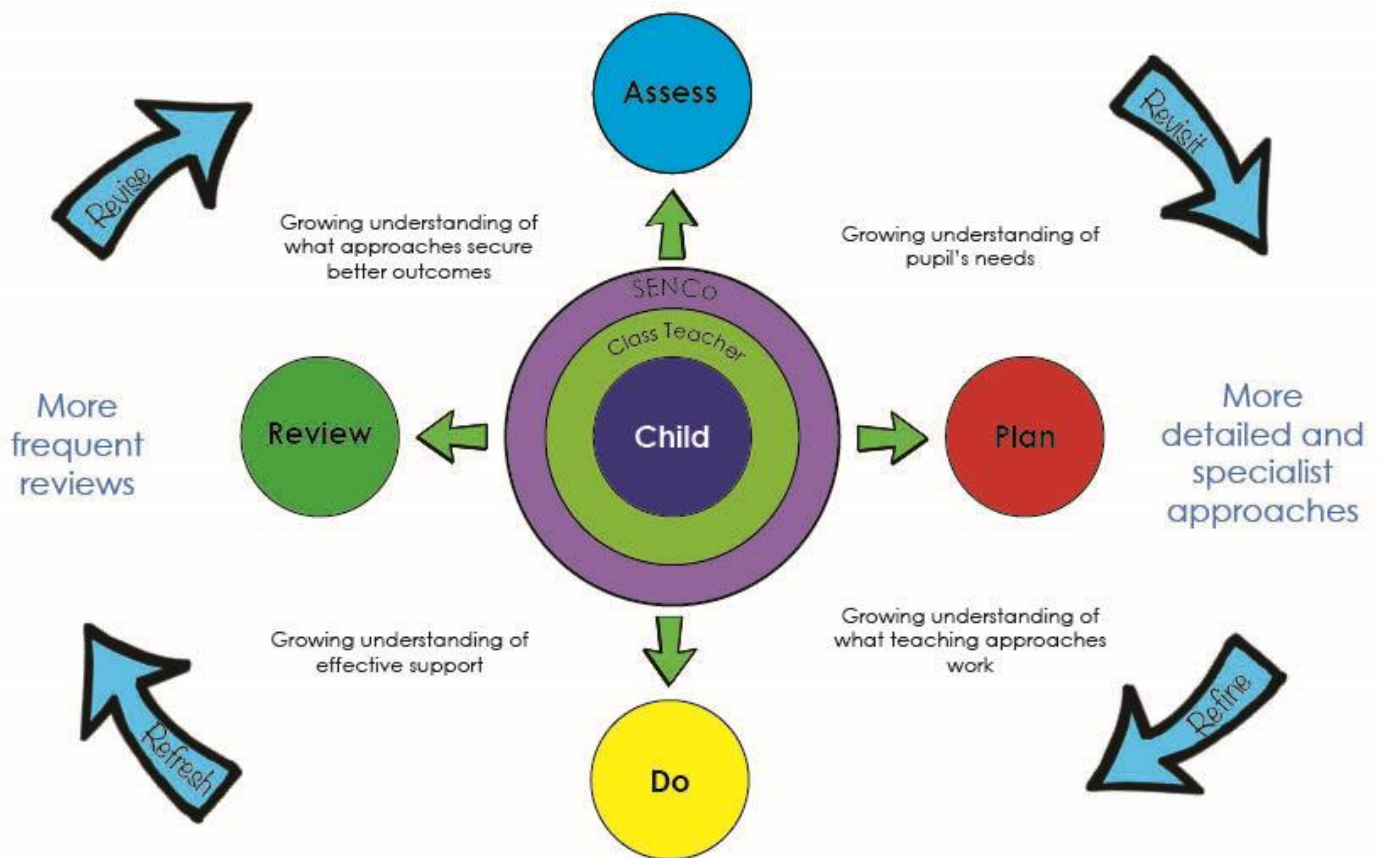 Assess
Revise
Revisit
Growing understanding of
what approaches secure
better outcomes
Growing understanding of
pupil's needs
SENCo
Class Teacher
Child
Review
Plan
More
frequent
reviews
More
detailed and
specialist
approaches
Growing understanding of
effective support
Growing understanding of
what teaching approaches
work
Refresh
Refine
Do